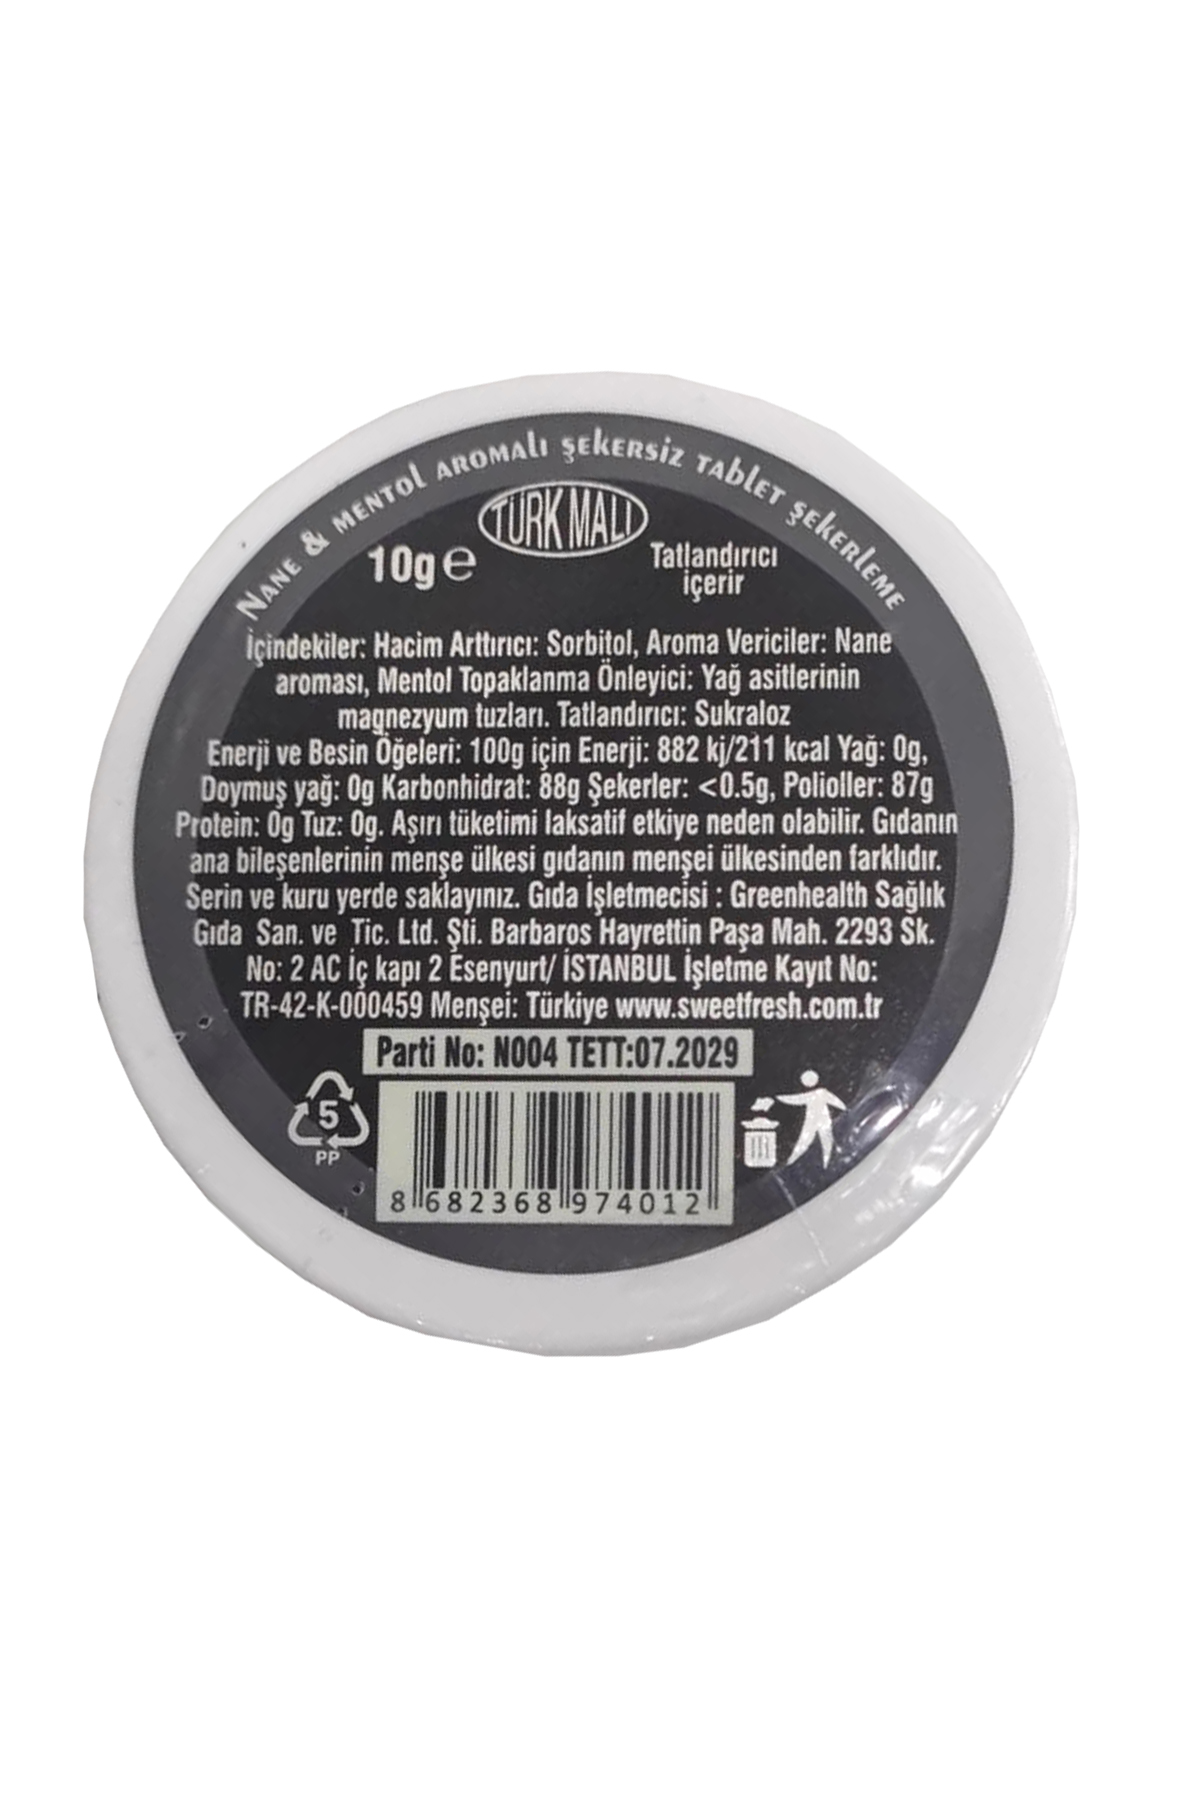 NANE & MENTOL AROMALI ŞEKERSİZ TABLET ŞEKERLEME
TÜRK MALI
10g e
Tatlandırıcı
içerir
İçindekiler: Hacim Arttırıcı: Sorbitol, Aroma Vericiler: Nane
aroması, Mentol Topaklanma Önleyici: Yağ asitlerinin
magnezyum tuzları. Tatlandırıcı: Sukraloz
Enerji ve Besin Öğeleri: 100g için Enerji: 882 kj/211 kcal Yağ: 0g,
Doymuş yağ: 0g Karbonhidrat: 88g Şekerler: <0.5g, Polioller: 87g
Protein: 0g Tuz: 0g. Aşırı tüketimi laksatif etkiye neden olabilir. Gıdanın
ana bileşenlerinin menşe ülkesi gıdanın menşei ülkesinden farklıdır.
Serin ve kuru yerde saklayınız. Gıda İşletmecisi : Greenhealth Sağlık
Gıda San. ve Tic. Ltd. Şti. Barbaros Hayrettin Paşa Mah. 2293 Sk.
No: 2 AC İç kapı 2 Esenyurt/ İSTANBUL İşletme Kayıt No:
TR-42-K-000459 Menşei: Türkiye www.sweetfresh.com.tr
Parti No: N004 TETT:07.2029
5
PP
8 682368 974012